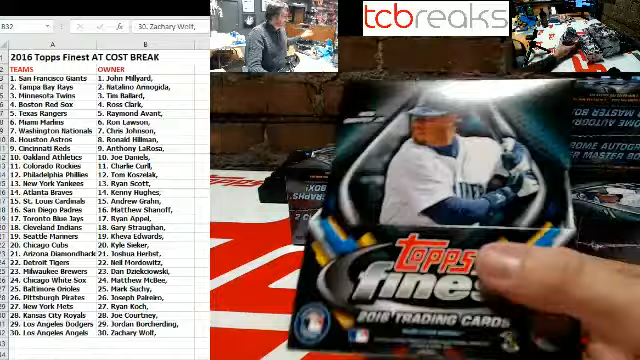 B32
fx
30. Zachary Wolf,
A
B
2016 Topps Finest AT COST BREAK
TEAMS OWNER
1. San Francisco Giants 1. John Millyard,
2. Tampa Bay Rays 2. Natalino Armogida,
3. Minnesota Twins 3. Tim Ballard,
4. Boston Red Sox 4. Ross Clark,
5. Texas Rangers 5. Raymond Avant,
6. Miami Marlins 6. Ron Lawson,
7. Washington Nationals 7. Chris Johnson,
8. Houston Astros 8. Ronald Hillman,
9. Cincinnati Reds 9. Anthony LaRosa,
10. Oakland Athletics 10. Joe Daniels,
11. Colorado Rockies 11. Charlie Curil,
12. Philadelphia Phillies 12. Tom Koszelak,
13. New York Yankees 13. Ryan Scott,
14. Atlanta Braves 14. Kenny Hughes,
15. St. Louis Cardinals 15. Andrew Grahn,
16. San Diego Padres 16. Matthew Shanoff,
17. Toronto Blue Jays 17. Ryan Appel,
18. Cleveland Indians 18. Gary Straughan,
19. Seattle Mariners 19. Kheva Edwards,
20. Chicago Cubs 20. Kyle Sieker,
21. Arizona Diamondback 21. Joshua Herbst,
22. Detroit Tigers 22. Neil Mordowitz,
23. Milwaukee Brewers 23. Dan Dziekciowski,
24. Chicago White Sox 24. Matthew McBee,
25. Baltimore Orioles 25. Mark Suchy,
26. Pittsburgh Pirates 26. Joseph Palreiro,
27. New York Mets 27. Ryan Koch,
28. Kansas City Royals 28. Joe Courtney,
29. Los Angeles Dodgers 29. Jordan Borcherding,
30. Los Angeles Angels 30. Zachary Wolf,
tcbreaks
topps
finest
2016 TRADING CARDS